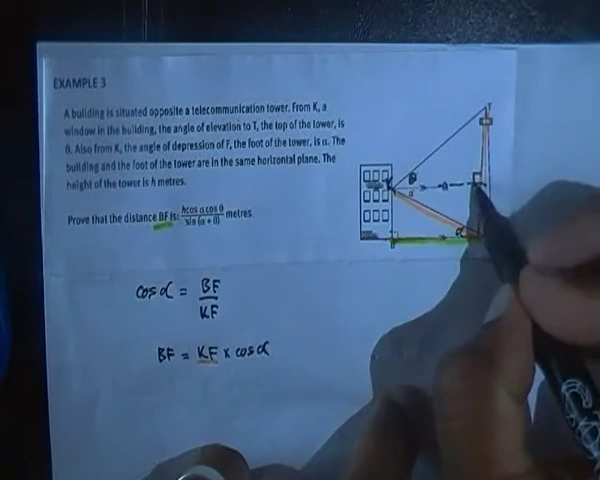 EXAMPLE 3
A building is situated opposite a telecommunication tower. From K, a
window in the building, the angle of elevation to T, the top of the tower, is
θ. Also from K, the angle of depression of F, the foot of the tower, is α. The
building and the foot of the tower are in the same horizontal plane. The
height of the tower is h metres.
Prove that the distance BF is: hcos α cos θ / sin (α + θ) metres
cos α = BF / KF
BF = KF x cos α
T
θ
α